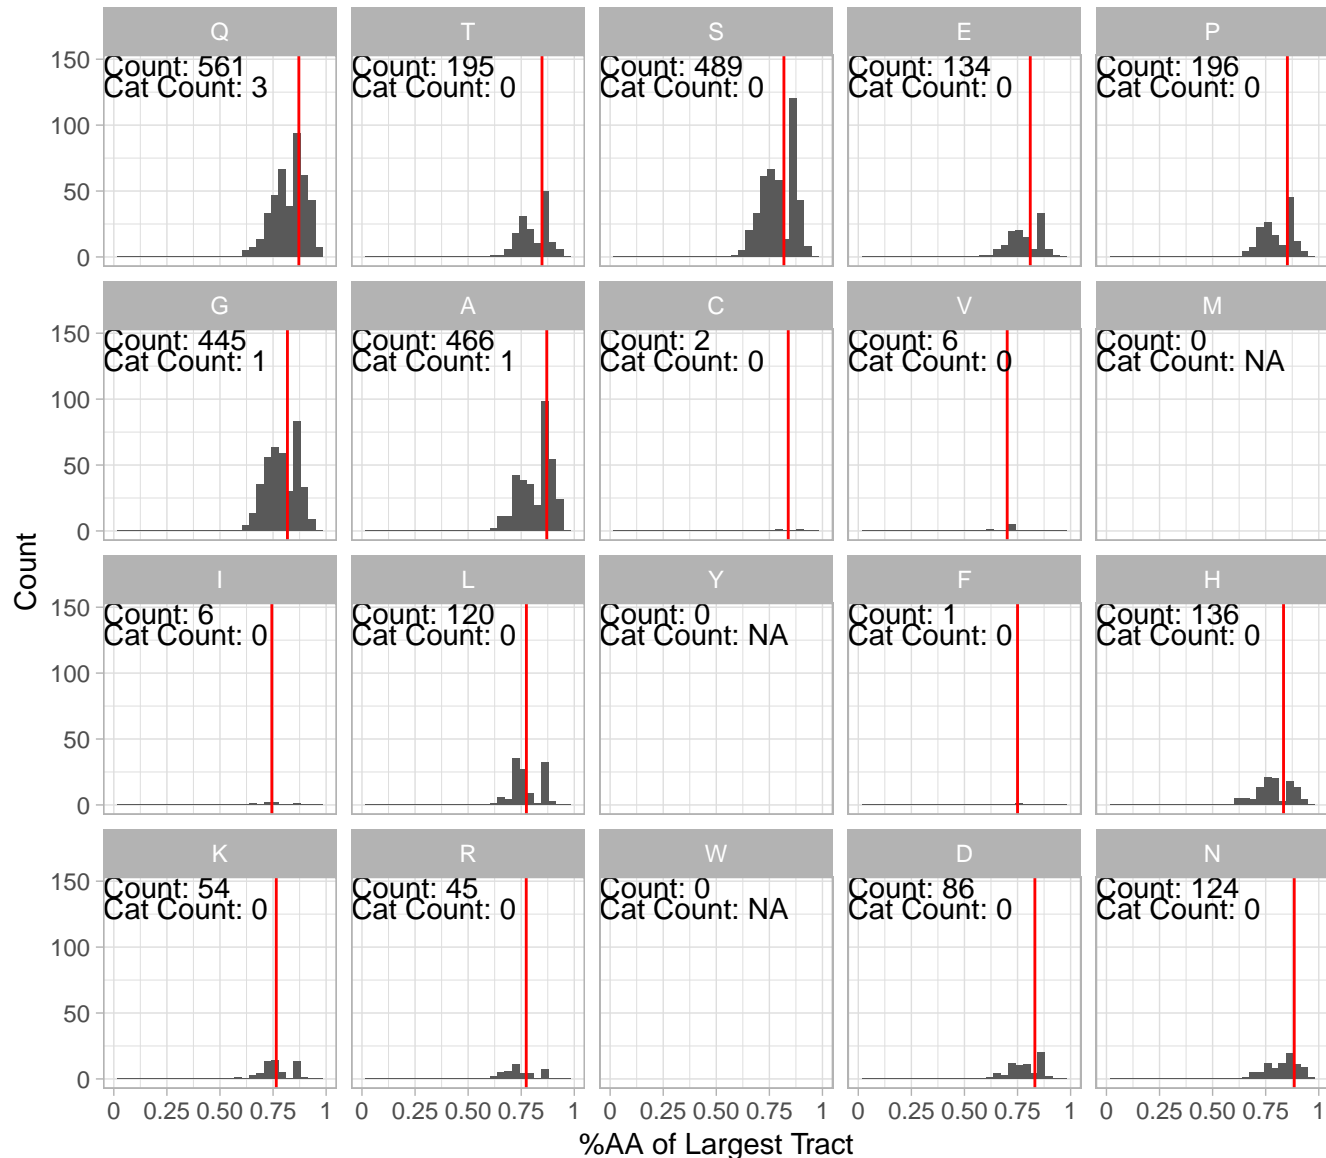 Q T S E P
150 Count: 561 Count: 195 Count: 489 Count: 134 Count: 196
Cat Count: 3 Cat Count: 0 Cat Count: 0 Cat Count: 0 Cat Count: 0
100
50
0
G A C V M
150 Count: 445 Count: 466 Count: 2 Count: 6 Count: 0
Cat Count: 1 Cat Count: 1 Cat Count: 0 Cat Count: 0 Cat Count: NA
100
50
0
Count
I L Y F H
150 Count: 6 Count: 120 Count: 0 Count: 1 Count: 136
Cat Count: 0 Cat Count: 0 Cat Count: NA Cat Count: 0 Cat Count: 0
100
50
0
K R W D N
150 Count: 54 Count: 45 Count: 0 Count: 86 Count: 124
Cat Count: 0 Cat Count: 0 Cat Count: NA Cat Count: 0 Cat Count: 0
100
50
0
0 0.25 0.50 0.75 1 0 0.25 0.50 0.75 1 0 0.25 0.50 0.75 1 0 0.25 0.50 0.75 1 0 0.25 0.50 0.75 1
%AA of Largest Tract